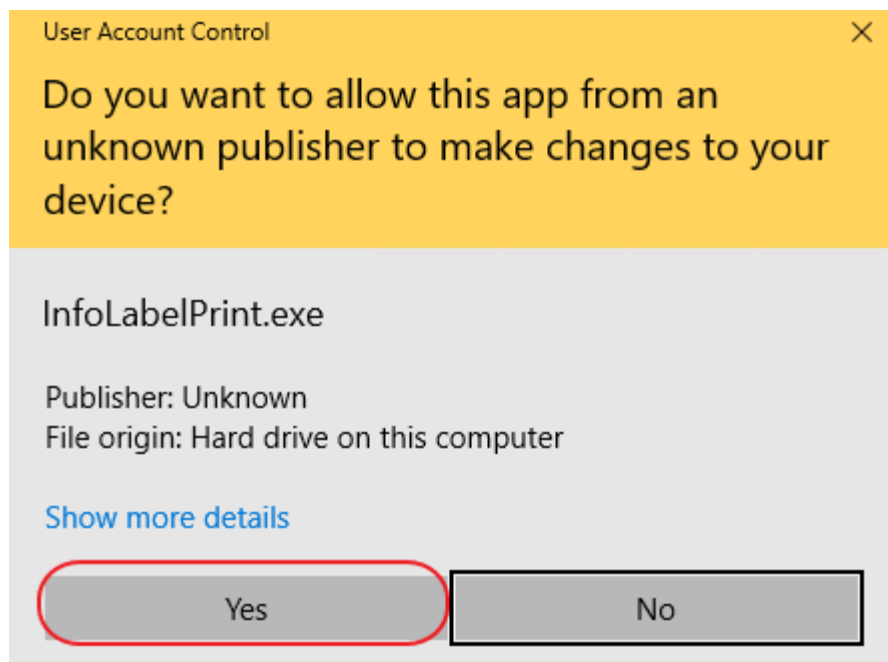 User Account Control
Do you want to allow this app from an
unknown publisher to make changes to your
device?
InfoLabelPrint.exe
Publisher: Unknown
File origin: Hard drive on this computer
Show more details
Yes No